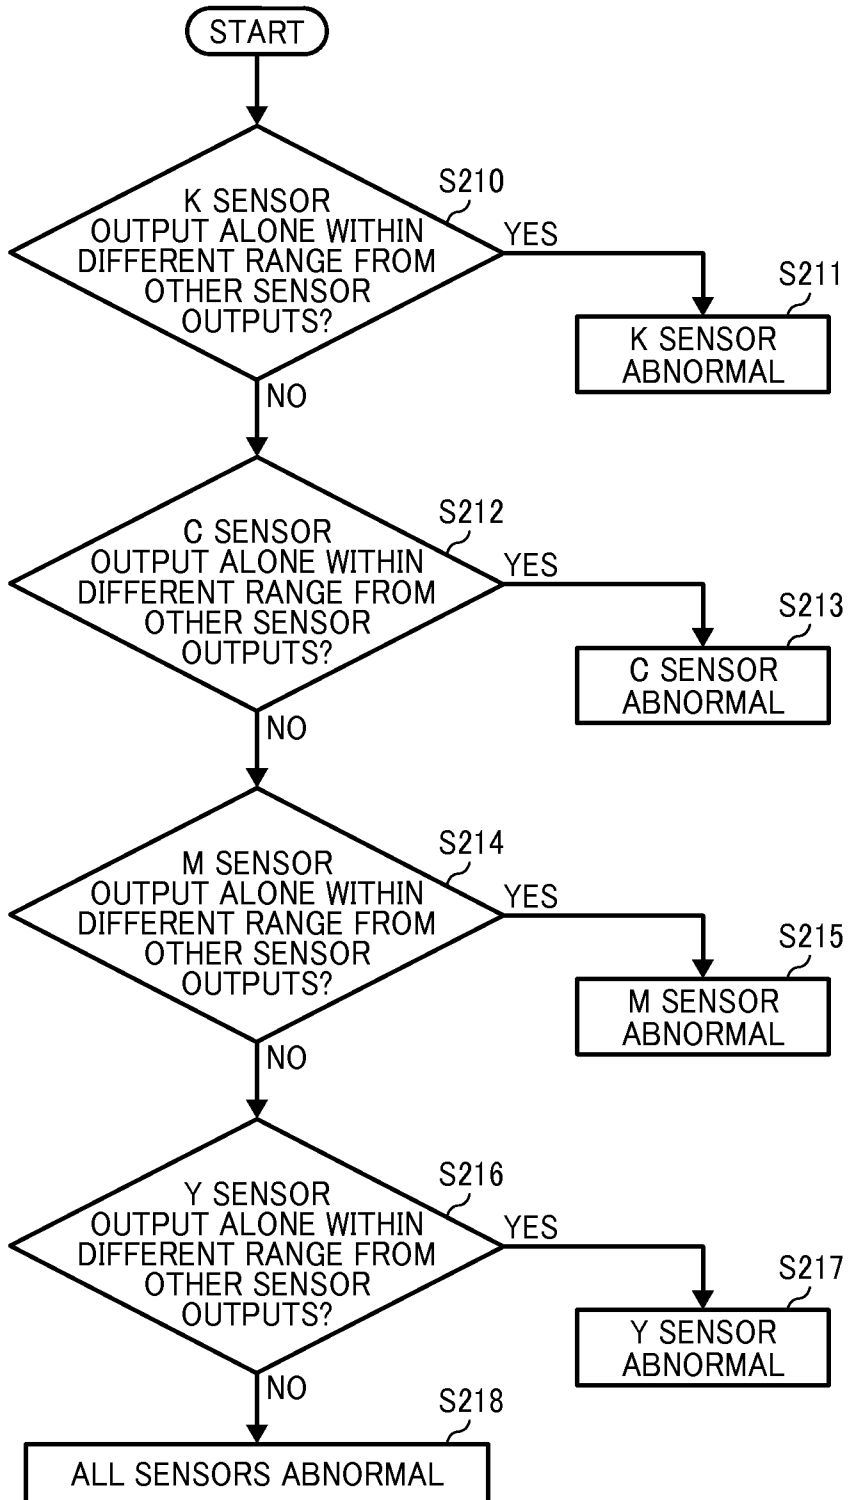 START
S210
K SENSOR
OUTPUT ALONE WITHIN
DIFFERENT RANGE FROM
OTHER SENSOR
OUTPUTS?
YES
S211
K SENSOR
ABNORMAL
NO
S212
C SENSOR
OUTPUT ALONE WITHIN
DIFFERENT RANGE FROM
OTHER SENSOR
OUTPUTS?
YES
S213
C SENSOR
ABNORMAL
NO
S214
M SENSOR
OUTPUT ALONE WITHIN
DIFFERENT RANGE FROM
OTHER SENSOR
OUTPUTS?
YES
S215
M SENSOR
ABNORMAL
NO
S216
Y SENSOR
OUTPUT ALONE WITHIN
DIFFERENT RANGE FROM
OTHER SENSOR
OUTPUTS?
YES
S217
Y SENSOR
ABNORMAL
NO
S218
ALL SENSORS ABNORMAL